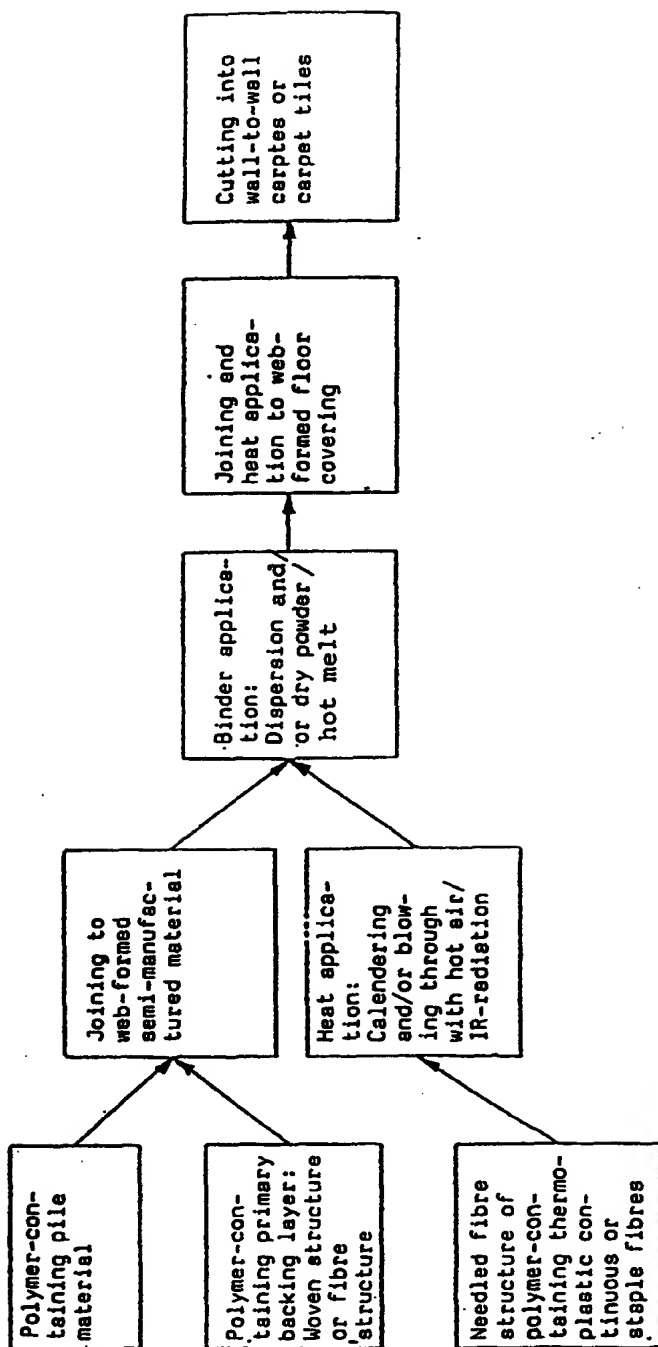 Polymer-con-
taining pile
material
Polymer-con-
taining primary
backing layer:
Woven structure
or fibre
structure
Needled fibre
structure of
polymer-con-
taining thermo-
plastic con-
tinuous or
staple fibres
Joining to
web-formed
semi-manufac-
tured material
Heat applica-
tion:
Calendering
and/or blow-
ing through
with hot air/
IR-radiation
Binder applica-
tion:
Dispersion and/
or dry powder/
hot melt
Joining and
heat applica-
tion to web-
formed floor
covering
Cutting into
wall-to-wall
carptes or
carpet tiles